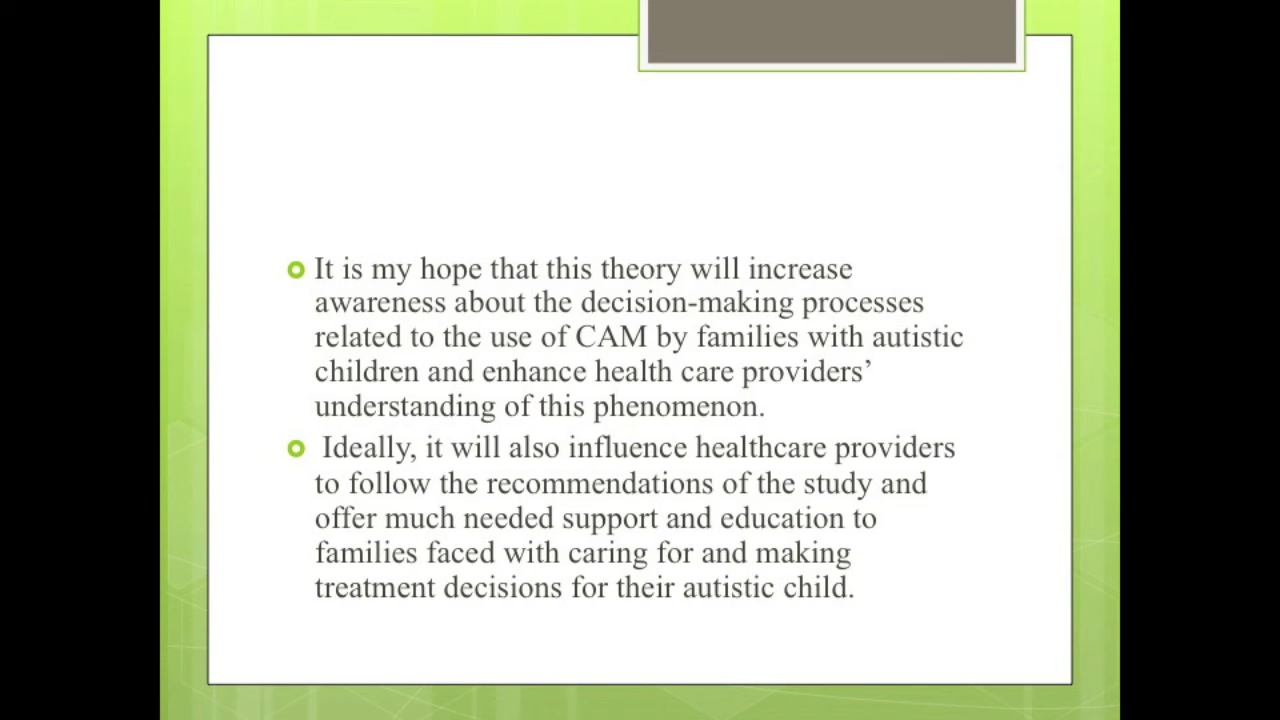 It is my hope that this theory will increase
awareness about the decision-making processes
related to the use of CAM by families with autistic
children and enhance health care providers’
understanding of this phenomenon.
Ideally, it will also influence healthcare providers
to follow the recommendations of the study and
offer much needed support and education to
families faced with caring for and making
treatment decisions for their autistic child.